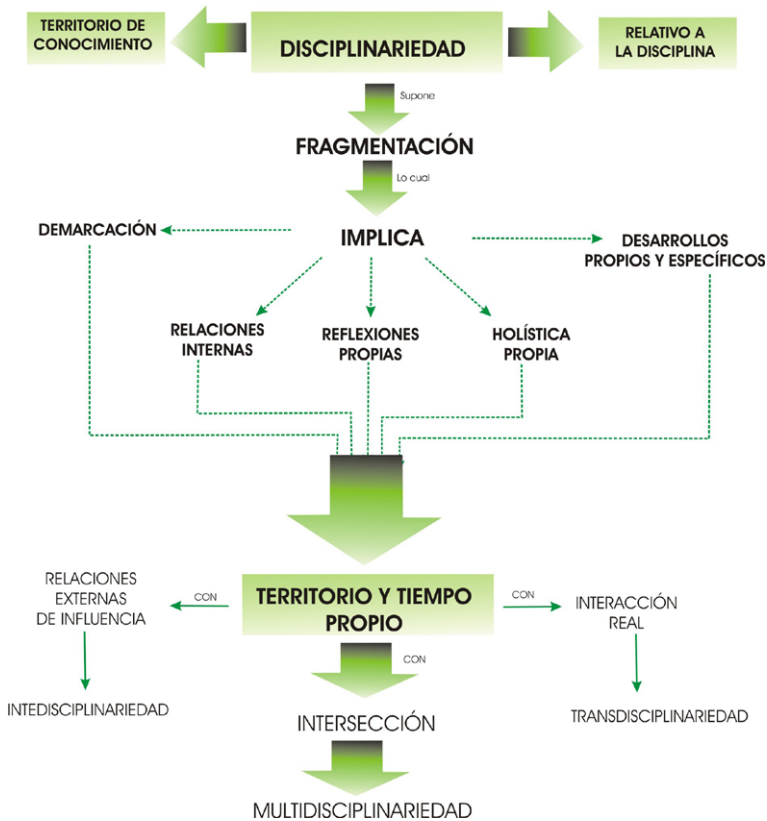 TERRITORIO DE
CONOCIMIENTO
DISCIPLINARIEDAD
RELATIVO A
LA DISCIPLINA
Supone
FRAGMENTACIÓN
Lo cual
IMPLICA
DEMARCACIÓN
DESARROLLOS
PROPIOS Y ESPECÍFICOS
RELACIONES
INTERNAS
REFLEXIONES
PROPIAS
HOLÍSTICA
PROPIA
TERRITORIO Y TIEMPO
PROPIO
CON
RELACIONES
EXTERNAS
DE INFLUENCIA
INTEDISCIPLINARIEDAD
CON
INTERACCIÓN
REAL
TRANSDISCIPLINARIEDAD
CON
INTERSECCIÓN
MULTIDISCIPLINARIEDAD